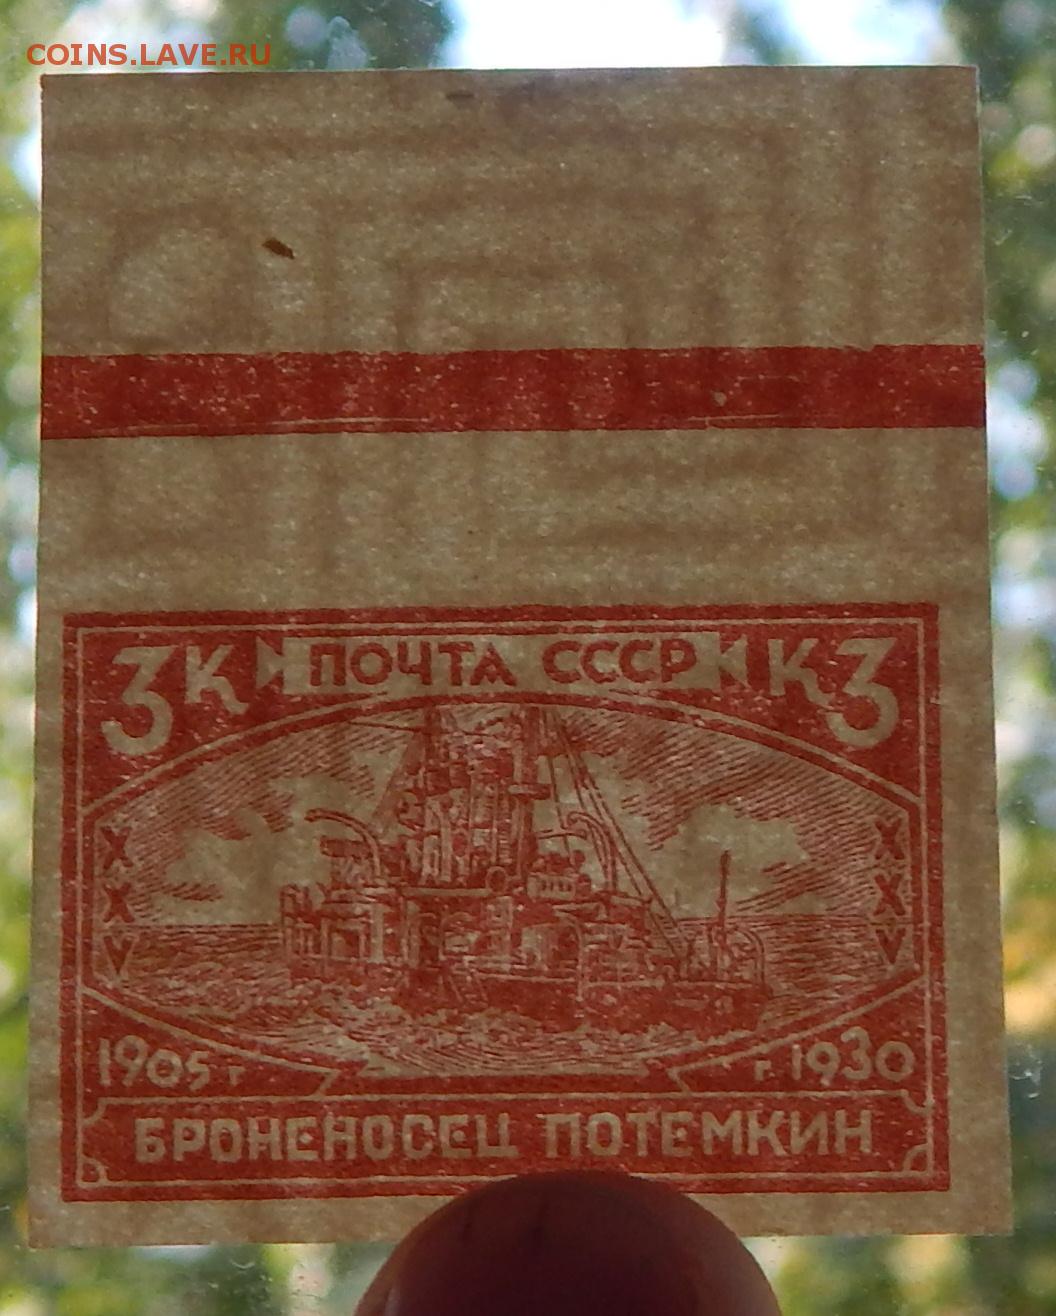 COINS.LAVE.RU
3К ПОЧТА СССР К3
XXV XXV
1905 г г. 1930
БРОНЕНОСЕЦ ПОТЕМКИН